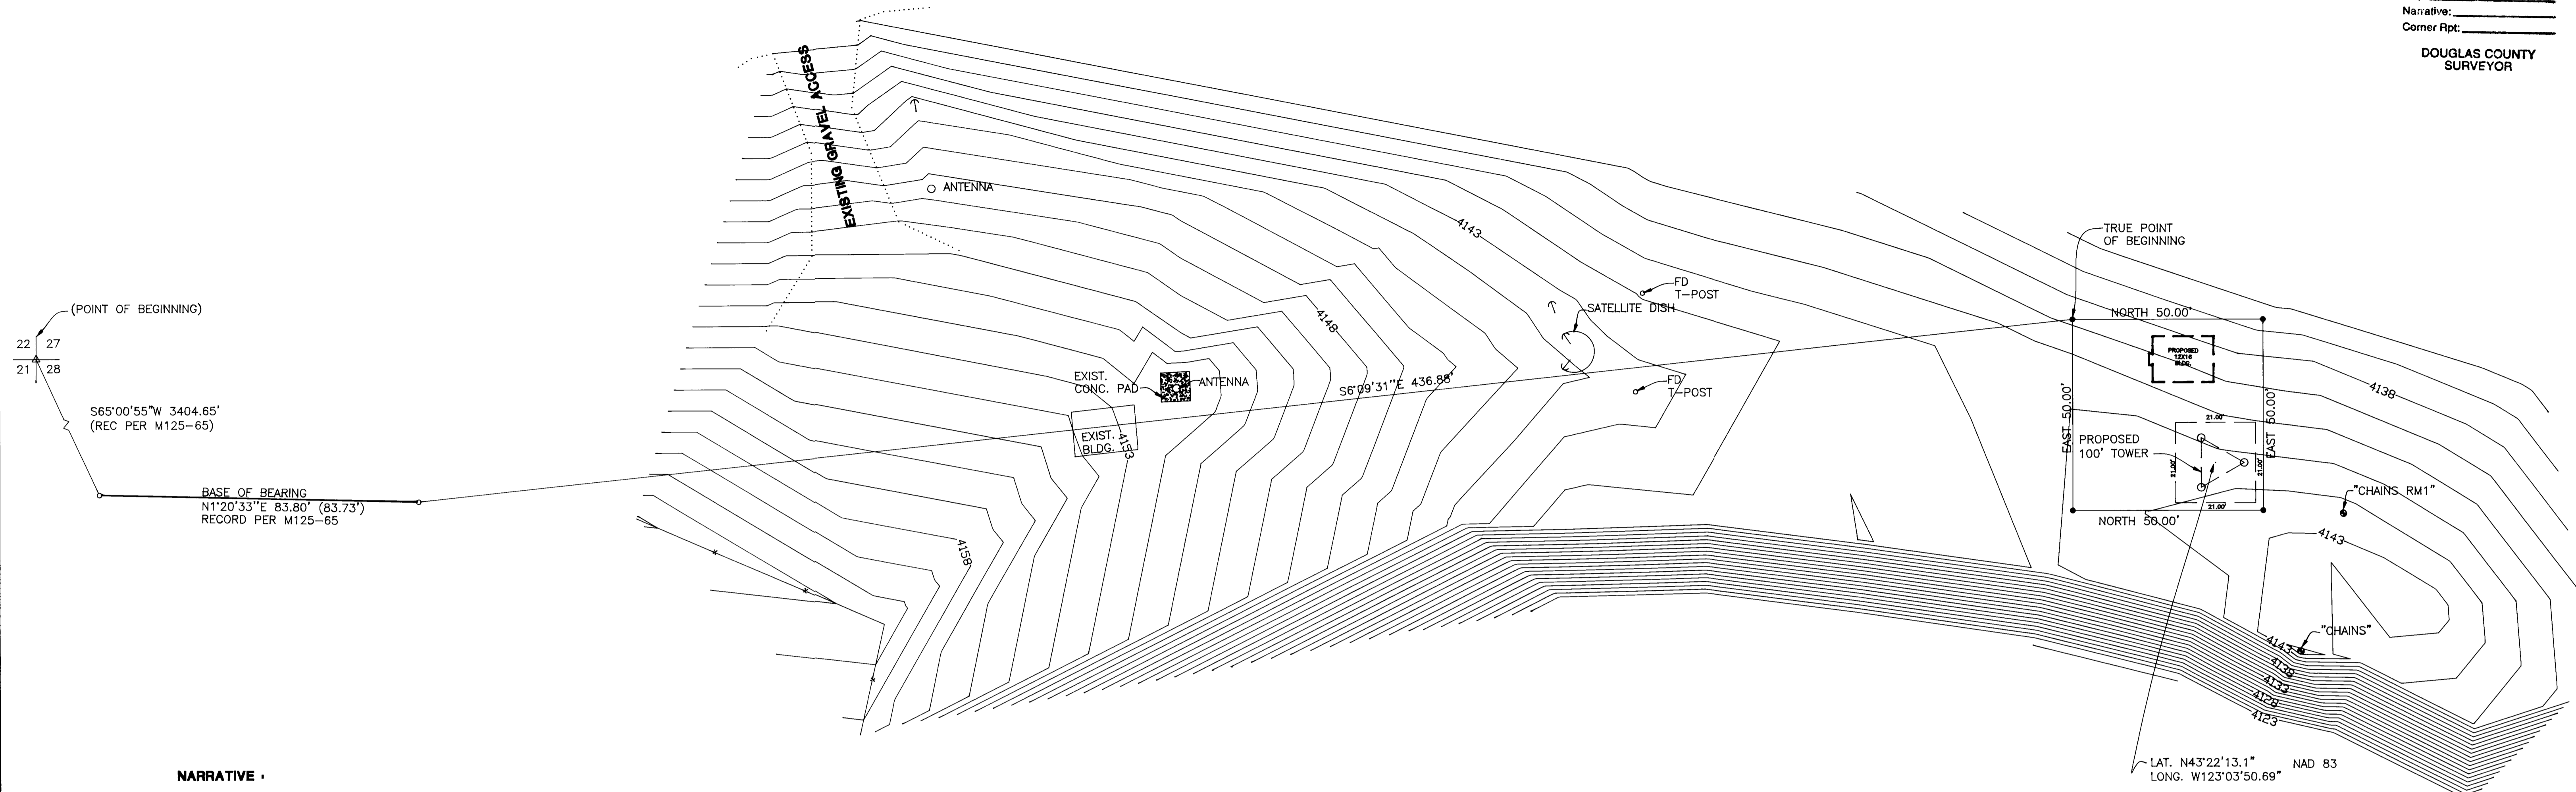 Narrative:
Corner Rpt:
DOUGLAS COUNTY
SURVEYOR
EXISTING GRAVEL ACCESS
ANTENNA
4143
TRUE POINT
OF BEGINNING
FD
T-POST
SATELLITE DISH
(POINT OF BEGINNING)
22 27
21 28
NORTH 50.00'
4148
PROPOSED
12X16
BLDG.
EXIST.
CONC. PAD
ANTENNA
S6°09'31"E 436.88'
FD
T-POST
4138
S65°00'55"W 3404.65'
(REC PER M125-65)
EAST 50.00'
EAST 50.00'
21.00'
EXIST.
BLDG.
4153
PROPOSED
100' TOWER
21.00'
21.00'
BASE OF BEARING
N1°20'33"E 83.80' (83.73')
RECORD PER M125-65
"CHAINS RM1"
21.00'
NORTH 50.00'
4143
4158
"CHAINS"
4143
4138
4133
4128
4123
LAT. N43°22'13.1" NAD 83
LONG. W123°03'50.69"
NARRATIVE :